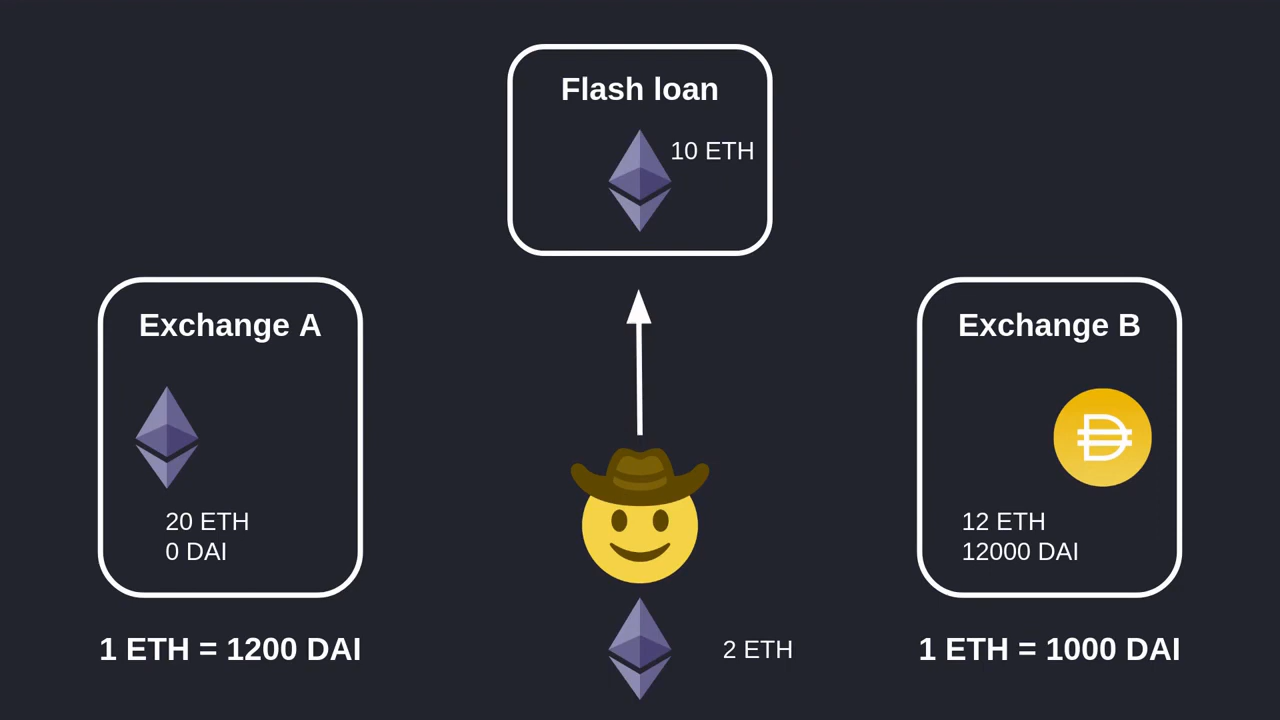 Flash loan
10 ETH
Exchange A
20 ETH
0 DAI
1 ETH = 1200 DAI
2 ETH
Exchange B
12 ETH
12000 DAI
1 ETH = 1000 DAI